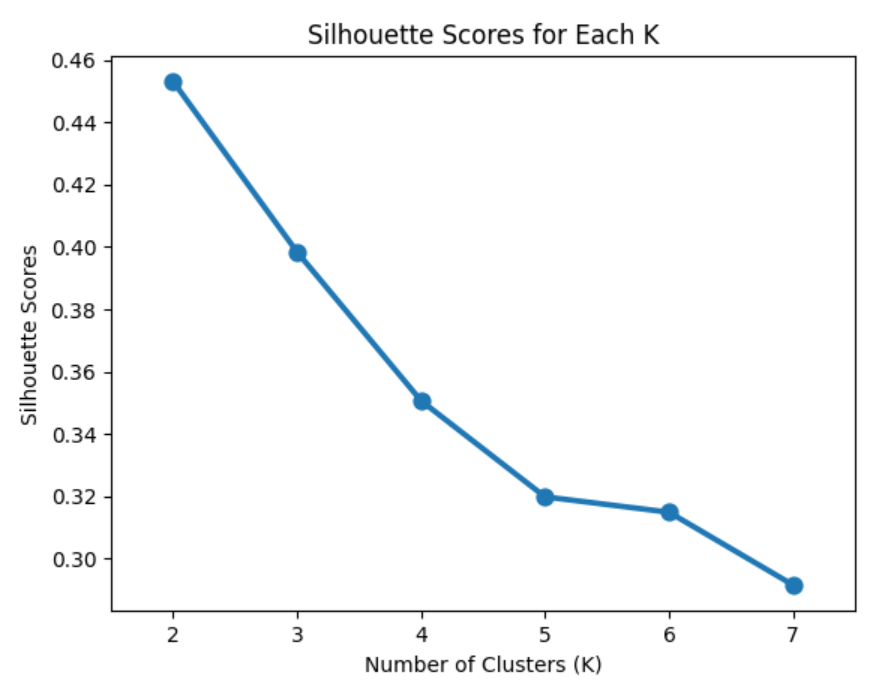 Silhouette Scores for Each K
0.46
0.44
0.42
0.40
0.38
0.36
0.34
0.32
0.30
Silhouette Scores
2 3 4 5 6 7
Number of Clusters (K)